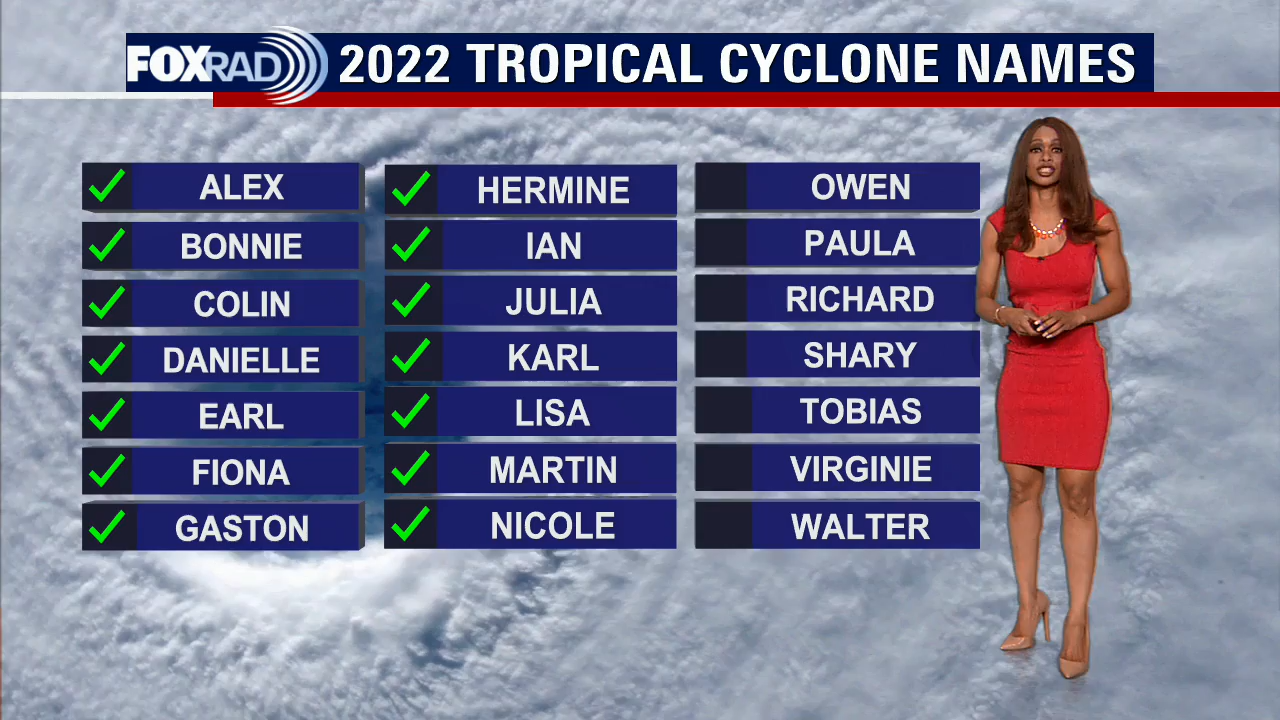 FOXRAD 2022 TROPICAL CYCLONE NAMES
ALEX
BONNIE
COLIN
DANIELLE
EARL
FIONA
GASTON
HERMINE
IAN
JULIA
KARL
LISA
MARTIN
NICOLE
OWEN
PAULA
RICHARD
SHARY
TOBIAS
VIRGINIE
WALTER